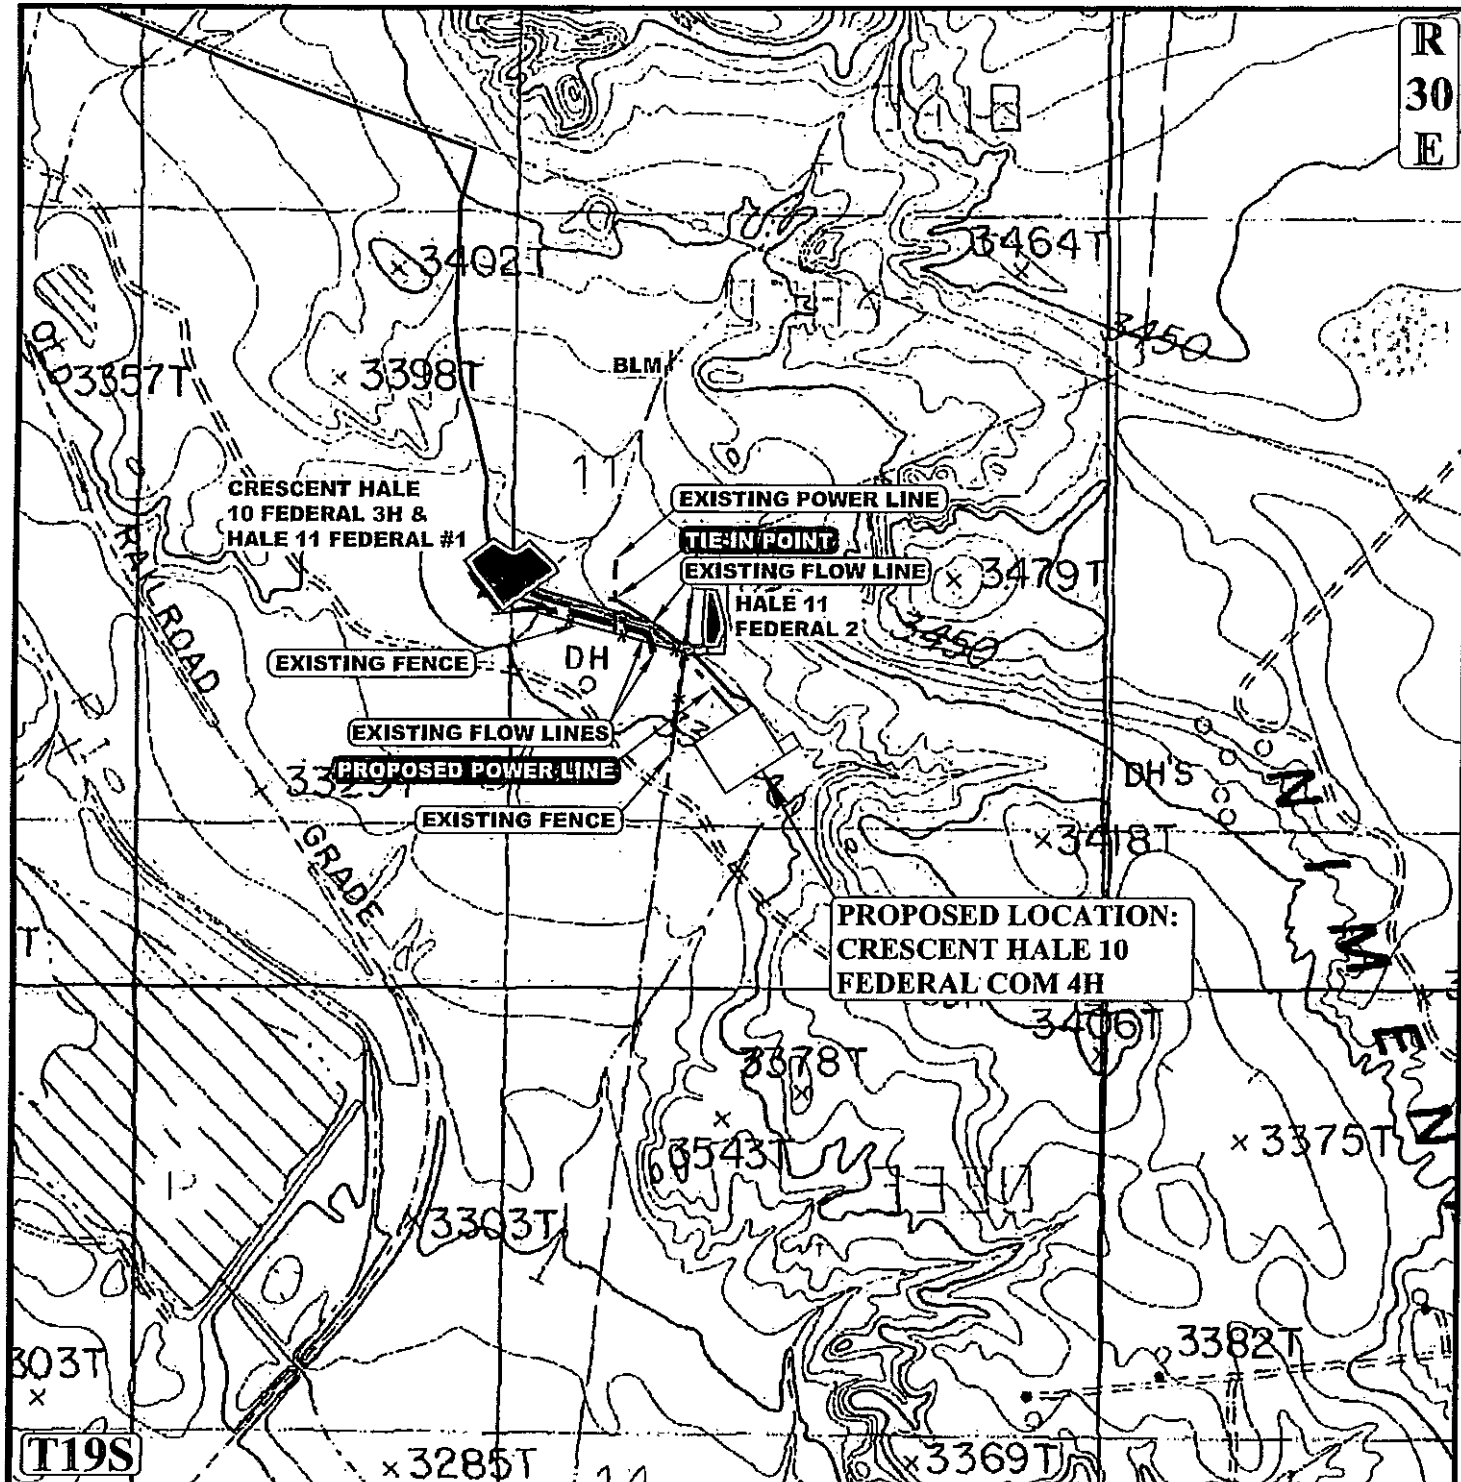 R
30
E
3402T
3464T
3450
OLD
3357T
3398T
BLM
11
CRESCENT HALE
10 FEDERAL 3H &
HALE 11 FEDERAL #1
EXISTING POWER LINE
TIE-IN POINT
EXISTING FLOW LINE
3479T
HALE 11
FEDERAL 2
3450
RAILROAD
EXISTING FENCE
DH
EXISTING FLOW LINES
PROPOSED POWER LINE
EXISTING FENCE
DH'S
GRADE
3418T
NIMEN
PROPOSED LOCATION:
CRESCENT HALE 10
FEDERAL COM 4H
3406T
3378T
3543T
3375T
3303T
3382T
303T
T19S
3285T
14
3369T